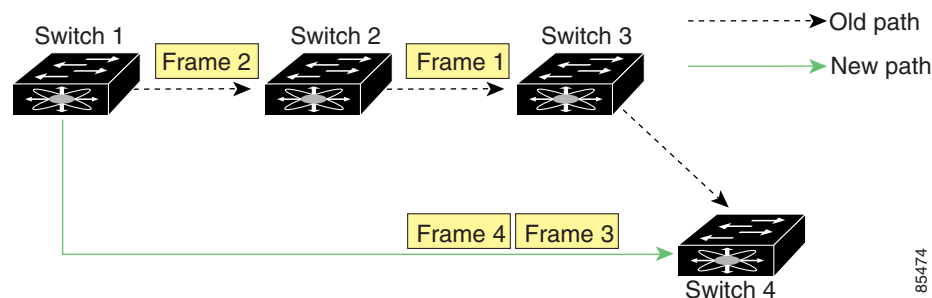 Switch 1
Switch 2
Switch 3
Old path
Frame 2
Frame 1
New path
Frame 4
Frame 3
Switch 4
85474